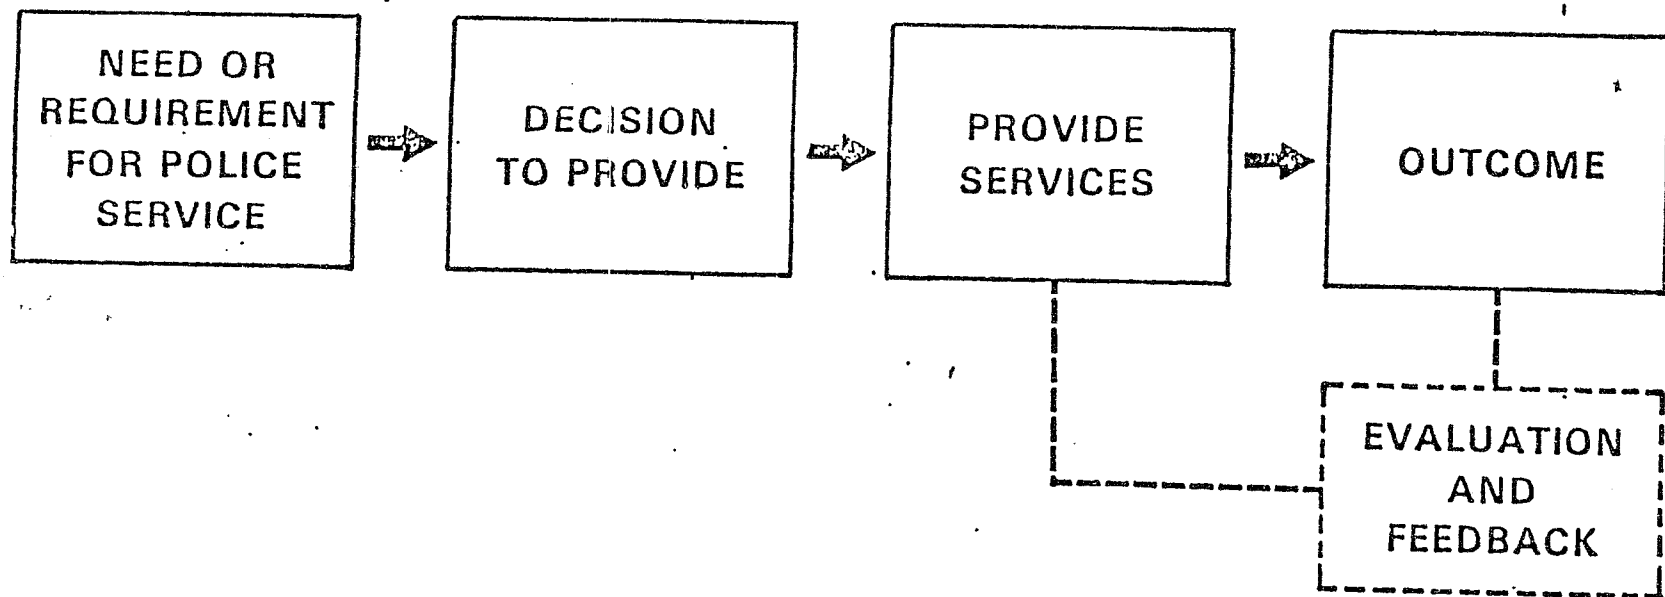 NEED OR
REQUIREMENT
FOR POLICE
SERVICE
DECISION
TO PROVIDE
PROVIDE
SERVICES
OUTCOME
EVALUATION
AND
FEEDBACK